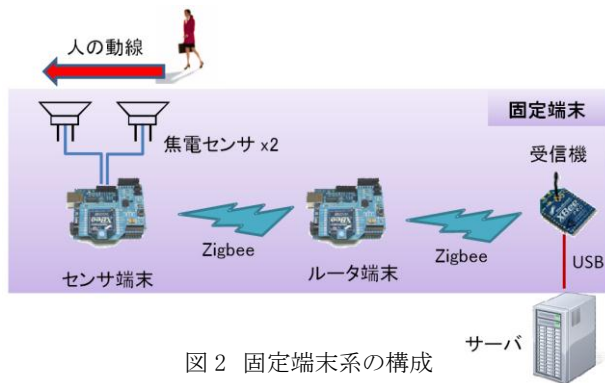 人の動線
固定端末
焦電センサ x2
受信機
XBee
Zigbee
Zigbee
USB
センサ端末
ルータ端末
サーバ
図 2 固定端末系の構成